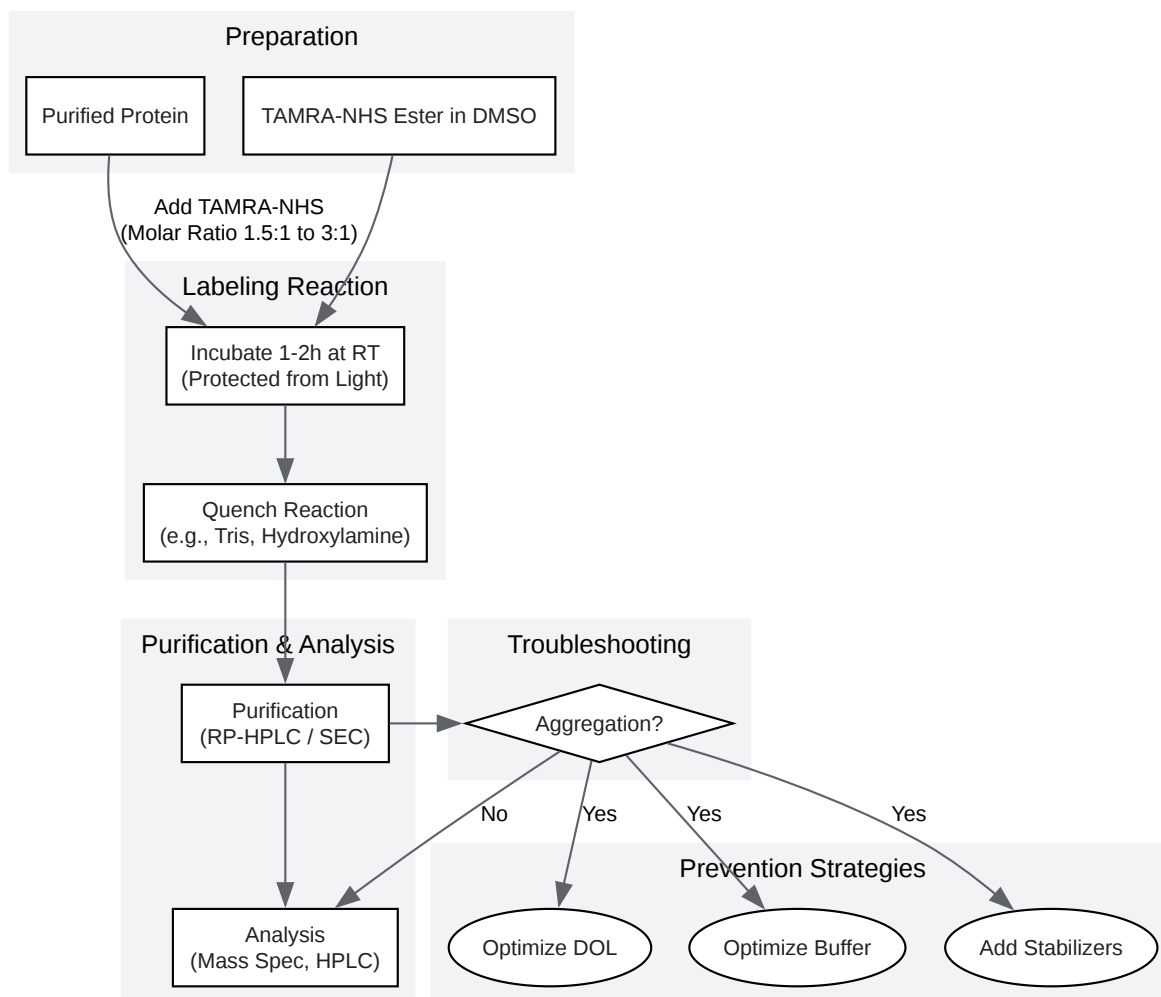 Preparation
Purified Protein
TAMRA-NHS Ester in DMSO
Add TAMRA-NHS
(Molar Ratio 1.5:1 to 3:1)
Labeling Reaction
Incubate 1-2h at RT
(Protected from Light)
Quench Reaction
(e.g., Tris, Hydroxylamine)
Purification & Analysis
Troubleshooting
Purification
(RP-HPLC / SEC)
Aggregation?
No
Yes
Yes
Yes
Prevention Strategies
Analysis
(Mass Spec, HPLC)
Optimize DOL
Optimize Buffer
Add Stabilizers